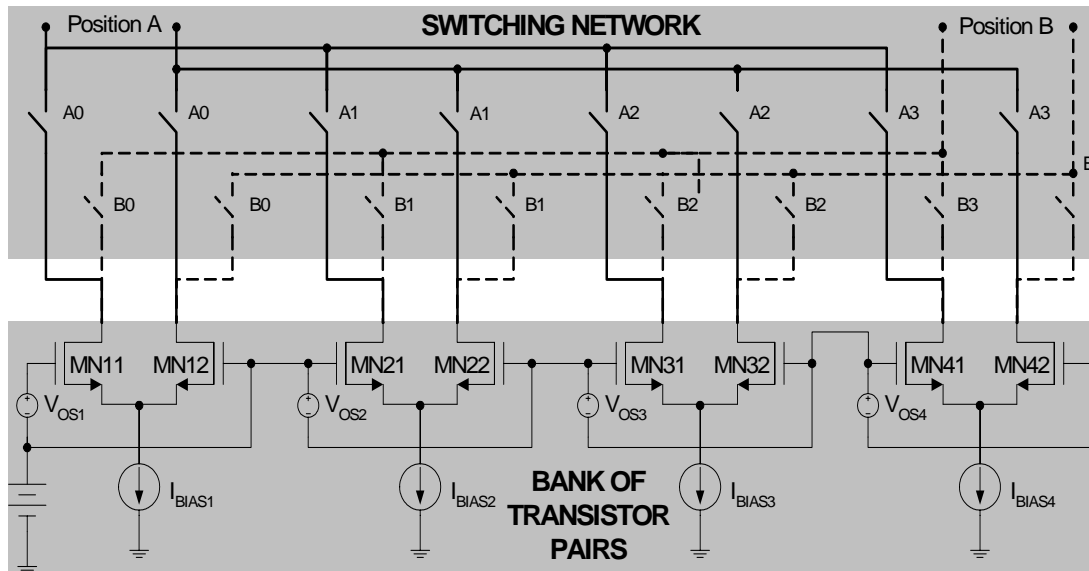 Position A SWITCHING NETWORK Position B
A0 A0 A1 A1 A2 A2 A3 A3
B0 B0 B1 B1 B2 B2 B3
MN11 MN12 MN21 MN22 MN31 MN32 MN41 MN42
VOS1 VOS2 VOS3 VOS4
IBIAS1 IBIAS2 IBIAS3 IBIAS4
BANK OF
TRANSISTOR
PAIRS